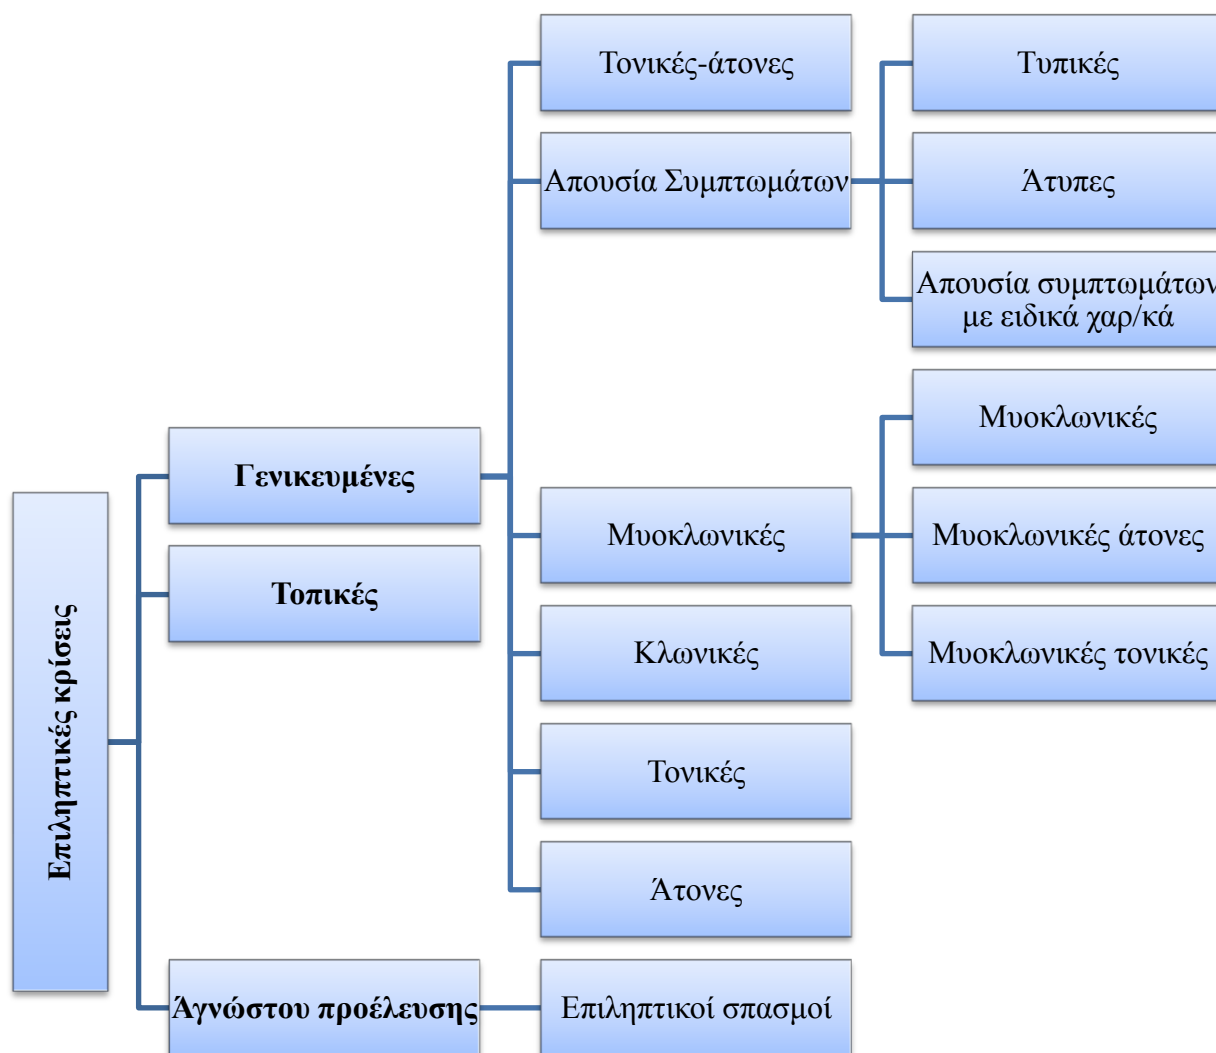 Επιληπτικές κρίσεις
Γενικευμένες
Τονικές-άτονες
Απουσία Συμπτωμάτων
Τυπικές
Άτυπες
Απουσία συμπτωμάτων
με ειδικά χαρ/κά
Μυοκλωνικές
Μυοκλωνικές
Μυοκλωνικές άτονες
Μυοκλωνικές τονικές
Κλωνικές
Τονικές
Άτονες
Τοπικές
Άγνώστου προέλευσης
Επιληπτικοί σπασμοί